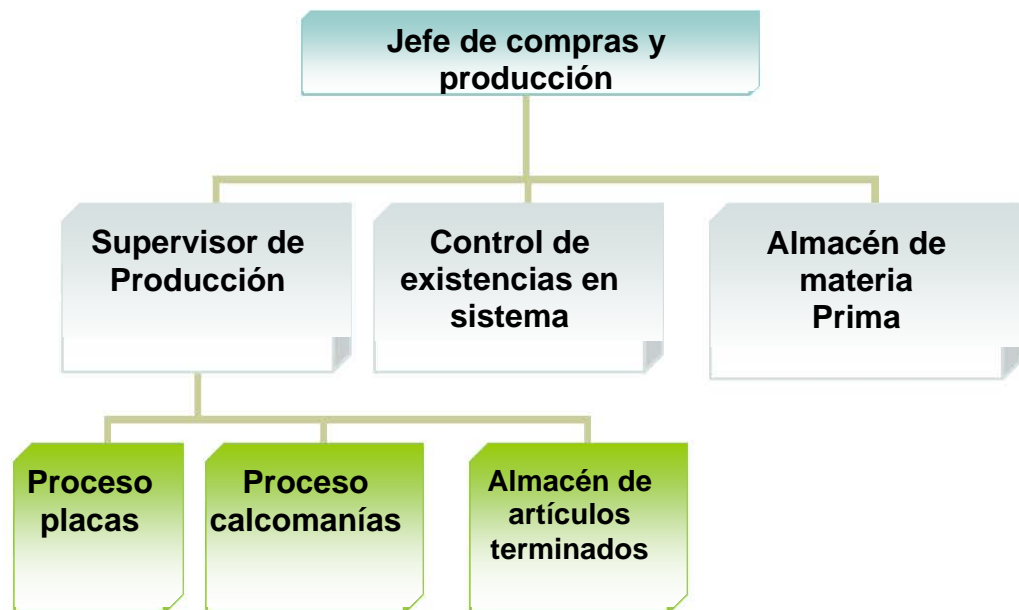 Jefe de compras y
producción
Supervisor de
Producción
Control de
existencias en
sistema
Almacén de
materia
Prima
Proceso
placas
Proceso
calcomanías
Almacén de
artículos
terminados